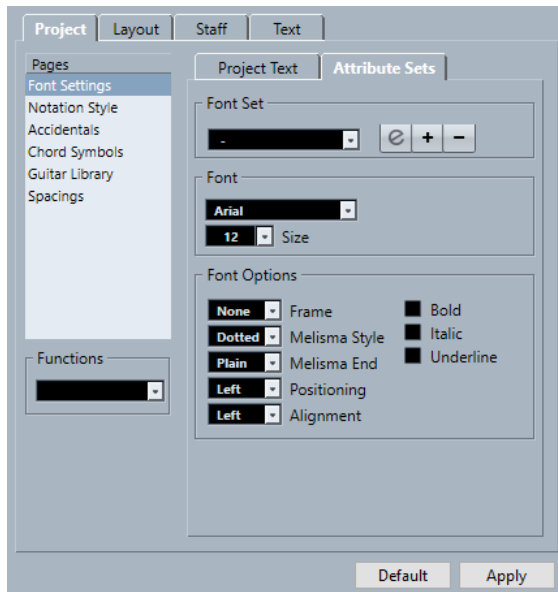 Project Layout Staff Text
Pages
Font Settings
Notation Style
Accidentals
Chord Symbols
Guitar Library
Spacings
Functions
Project Text Attribute Sets
Font Set
-
e + −
Font
Arial
12 Size
Font Options
None Frame
Dotted Melisma Style
Plain Melisma End
Left Positioning
Left Alignment
Bold
Italic
Underline
Default Apply